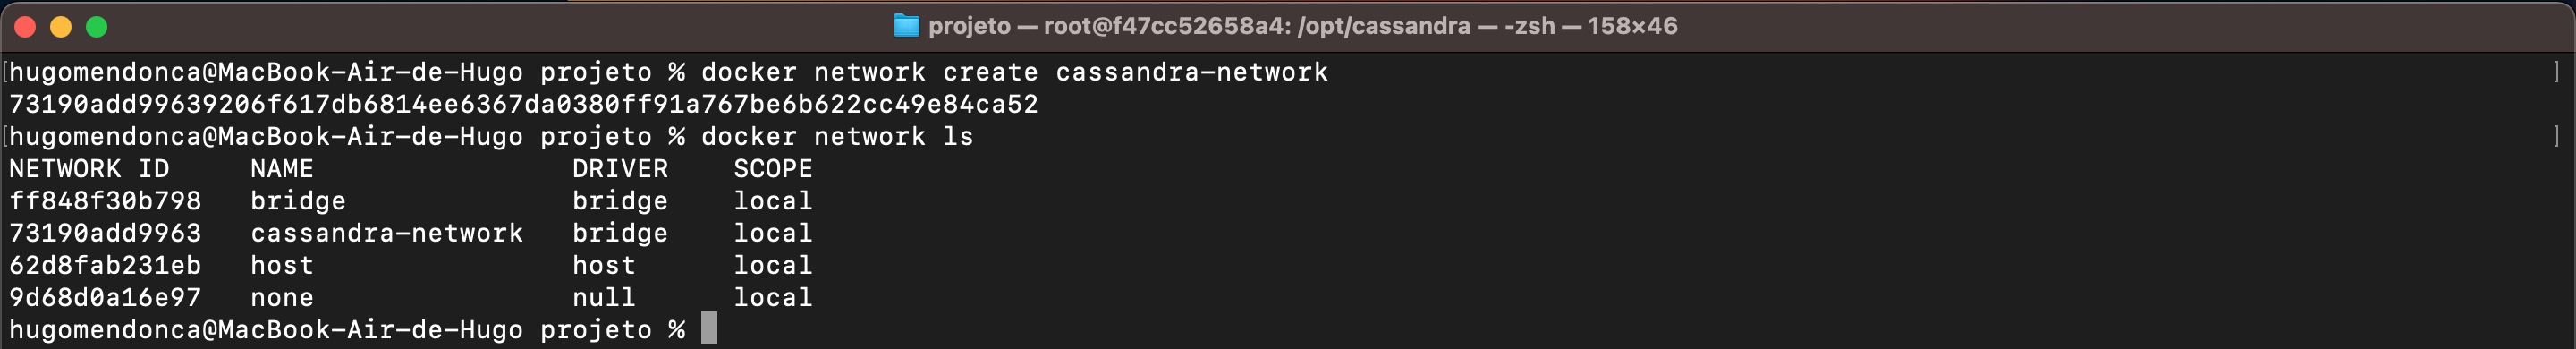 projeto — root@f47cc52658a4: /opt/cassandra — -zsh — 158×46
[hugomendonca@MacBook-Air-de-Hugo projeto % docker network create cassandra-network ]
73190add99639206f617db6814ee6367da0380ff91a767be6b622cc49e84ca52
[hugomendonca@MacBook-Air-de-Hugo projeto % docker network ls ]
NETWORK ID     NAME                DRIVER    SCOPE
ff848f30b798   bridge              bridge    local
73190add9963   cassandra-network   bridge    local
62d8fab231eb   host                host      local
9d68d0a16e97   none                null      local
hugomendonca@MacBook-Air-de-Hugo projeto %